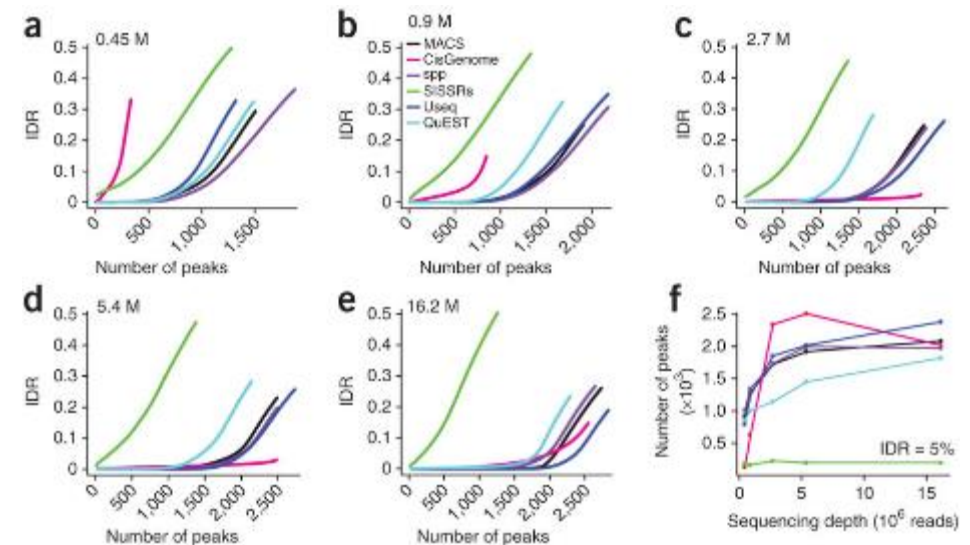 a
0.45 M
0.5
0.4
0.3
0.2
0.1
0
IDR
0
500
1,000
1,500
Number of peaks
b
0.9 M
MACS
CisGenome
spp
SISSRs
Useq
QuEST
0.5
0.4
0.3
0.2
0.1
0
IDR
0
500
1,000
1,500
2,000
Number of peaks
c
2.7 M
0.5
0.4
0.3
0.2
0.1
0
IDR
0
500
1,000
1,500
2,000
2,500
Number of peaks
d
5.4 M
0.5
0.4
0.3
0.2
0.1
0
IDR
0
500
1,000
1,500
2,000
2,500
Number of peaks
e
16.2 M
0.5
0.4
0.3
0.2
0.1
0
IDR
0
500
1,000
1,500
2,000
2,500
Number of peaks
f
2.5
2.0
1.5
1.0
0.5
Number of peaks
(×10³)
IDR = 5%
0
5
10
15
Sequencing depth (10⁶ reads)